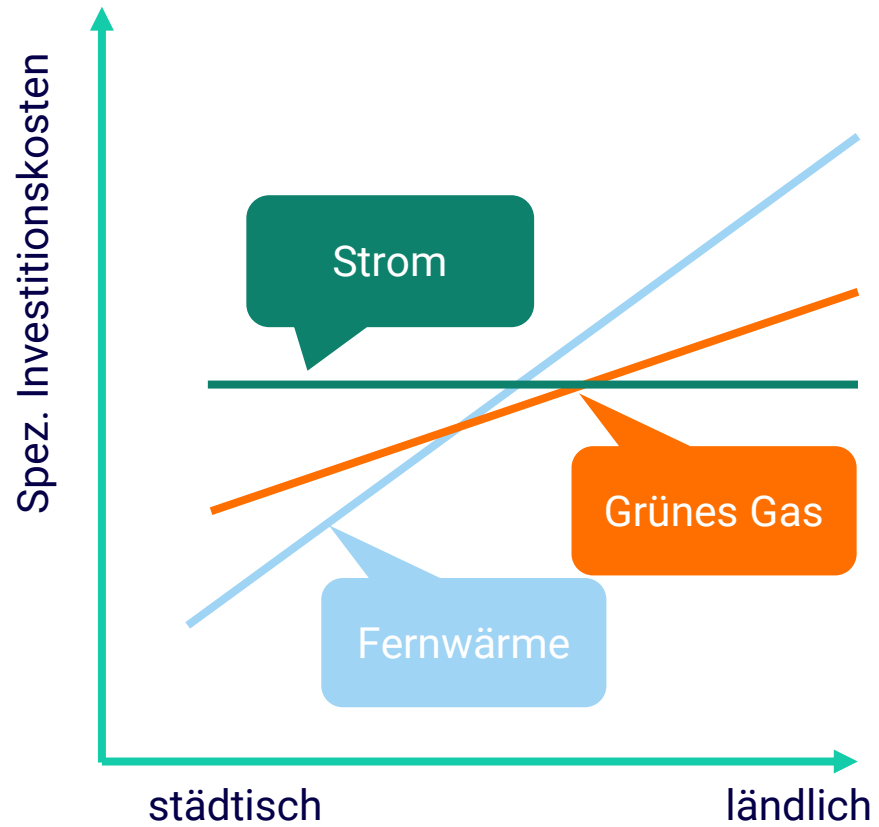 Spez. Investitionskosten
Strom
Grünes Gas
Fernwärme
städtisch
ländlich